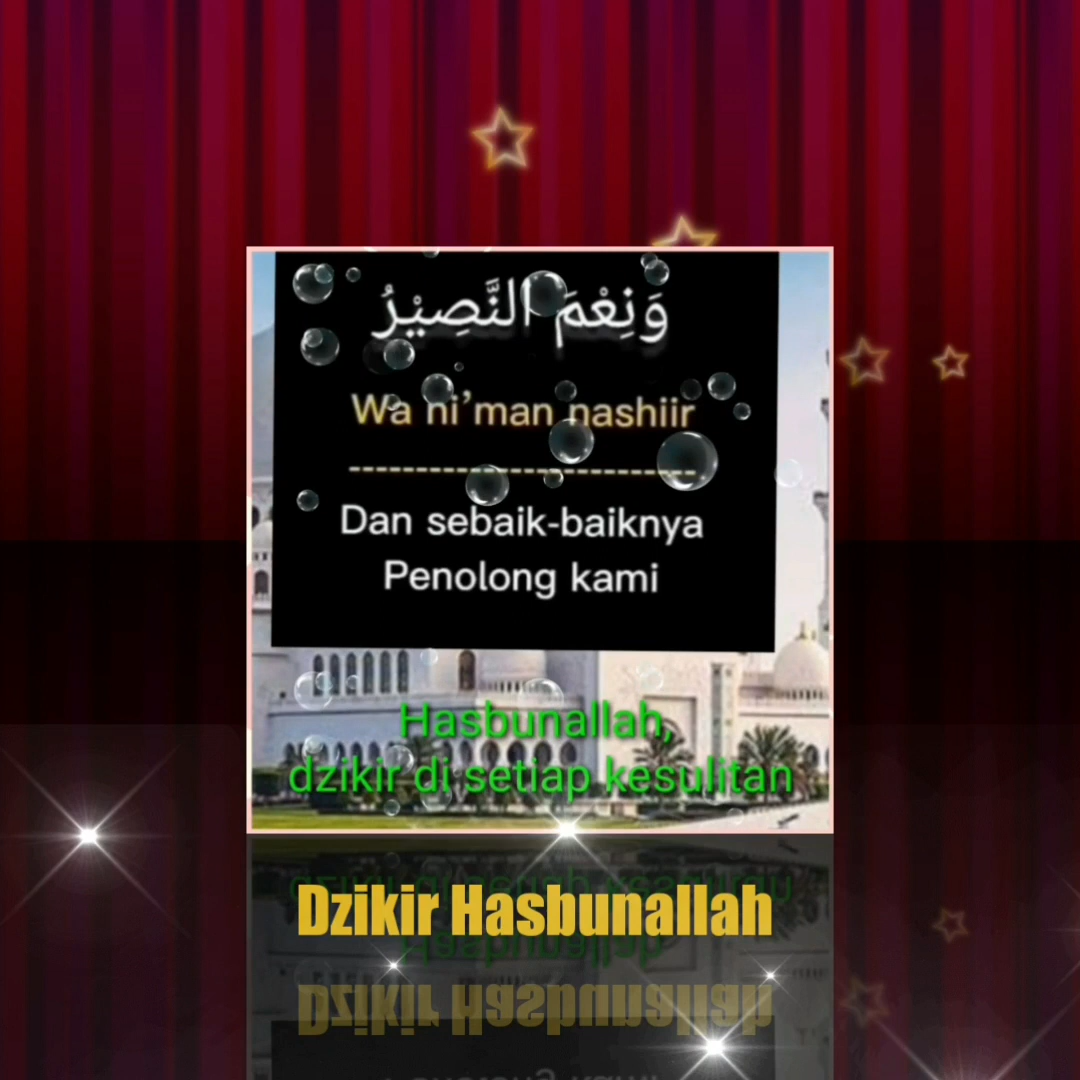 وَنِعْمَ النَّصِيْرُ
Wa ni’man nashiir
-------------------------
Dan sebaik-baiknya
Penolong kami
Hasbunallah,
dzikir di setiap kesulitan
Dzikir Hasbunallah